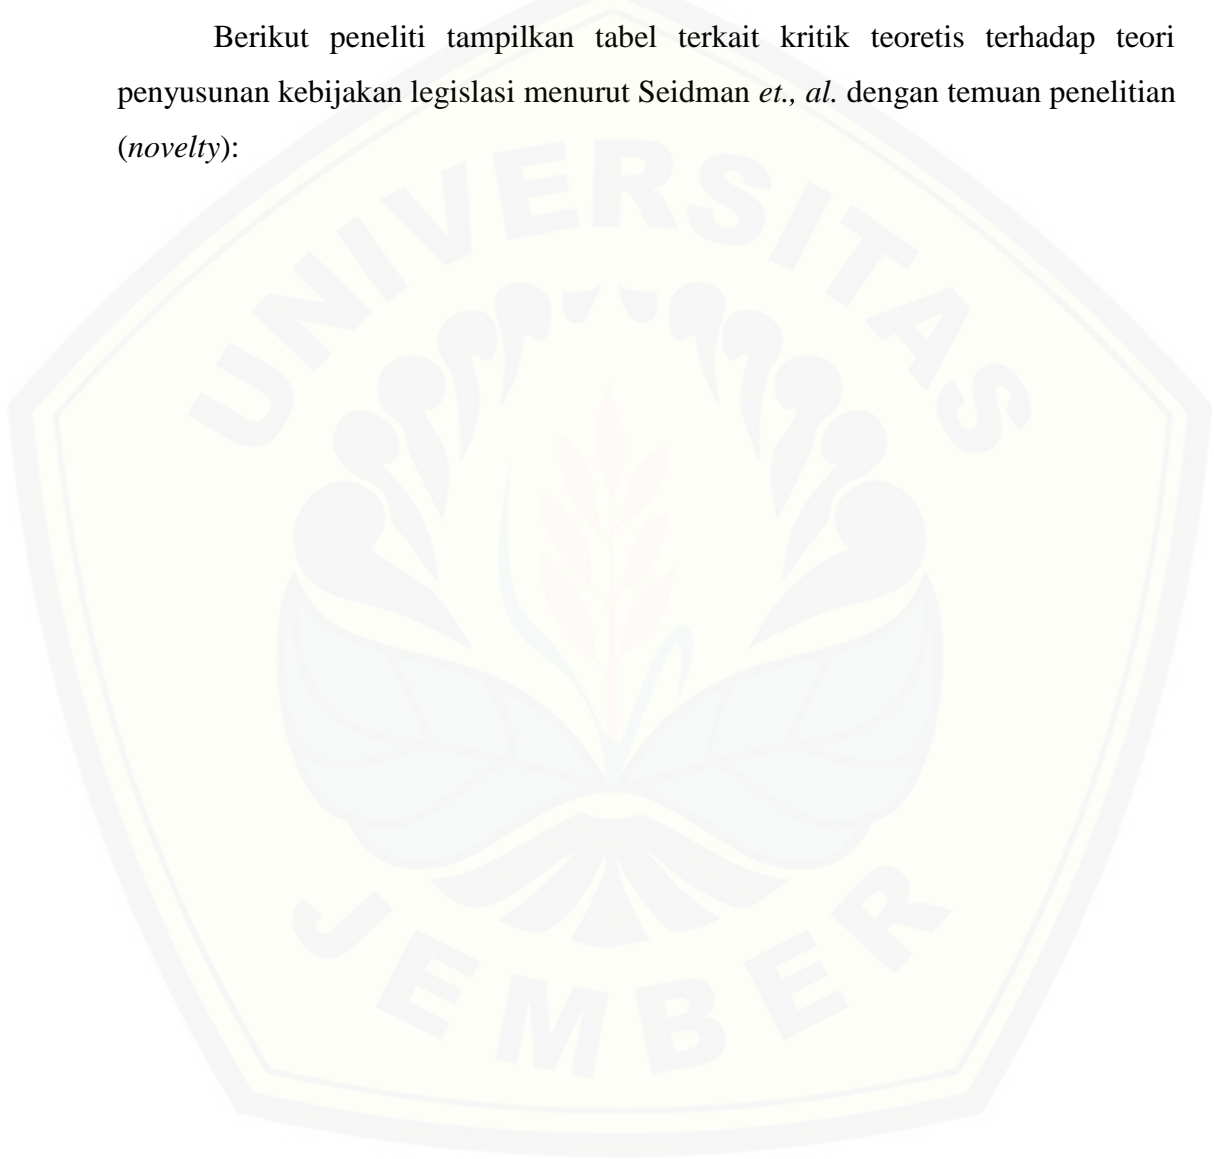 Berikut peneliti tampilkan tabel terkait kritik teoretis terhadap teori
penyusunan kebijakan legislasi menurut Seidman et., al. dengan temuan penelitian
(novelty):
UNIVERSITAS
JEMBER